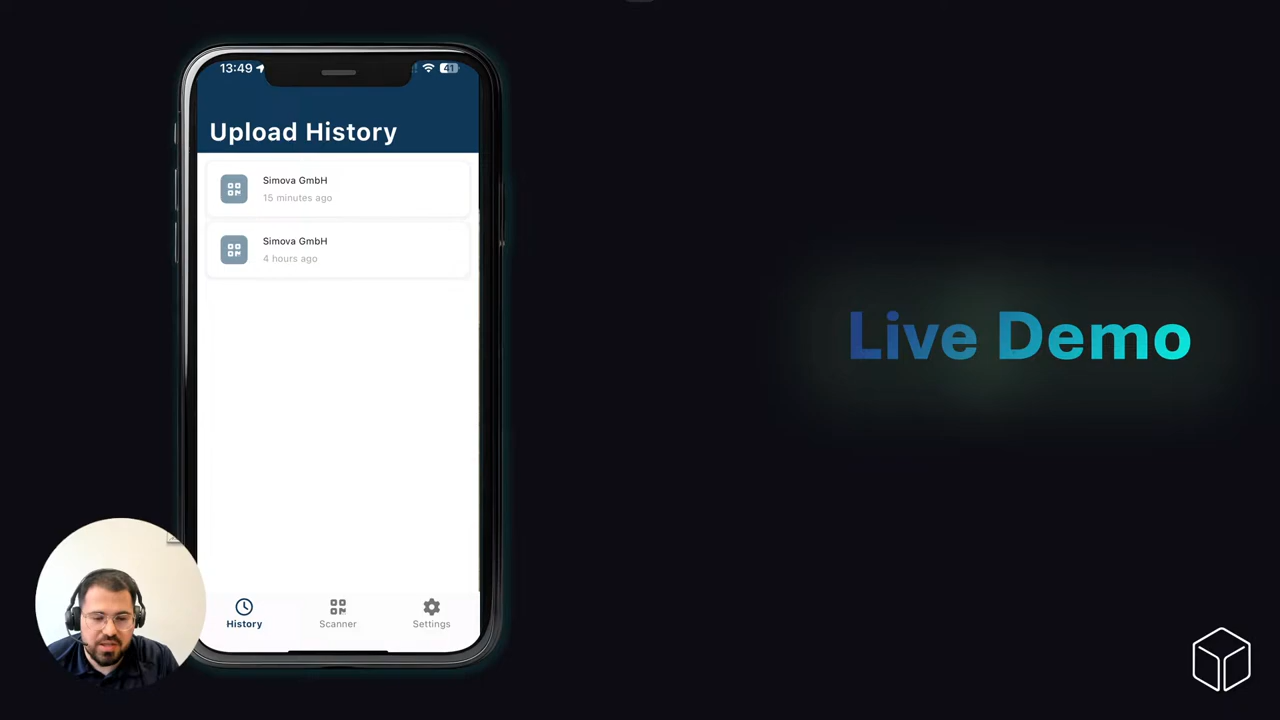 13:49
41
Upload History
Simova GmbH
15 minutes ago
Simova GmbH
4 hours ago
Live Demo
History
Scanner
Settings